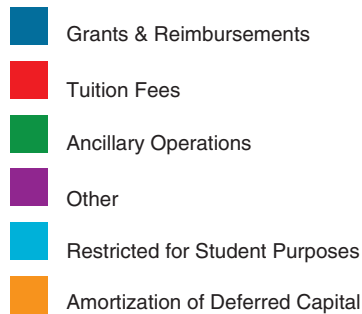 Grants & Reimbursements
Tuition Fees
Ancillary Operations
Other
Restricted for Student Purposes
Amortization of Deferred Capital